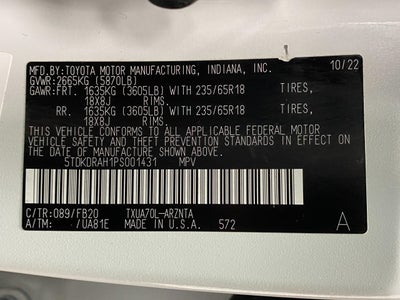 MFD.BY:TOYOTA MOTOR MANUFACTURING, INDIANA, INC. 10/22
GVWR:2665KG (5870LB)
GAWR:FRT. 1635KG (3605LB) WITH 235/65R18 TIRES,
18X8J RIMS.
RR. 1635KG (3605LB) WITH 235/65R18 TIRES,
18X8J RIMS.
THIS VEHICLE CONFORMS TO ALL APPLICABLE FEDERAL MOTOR
VEHICLE SAFETY AND THEFT PREVENTION STANDARDS IN EFFECT
ON THE DATE OF MANUFACTURE SHOWN ABOVE.
5TDKDRAH1PS001431 MPV
C/TR:089/FB20 TXUA70L-ARZNTA
A/TM: /UA81E MADE IN U.S.A. 572 A